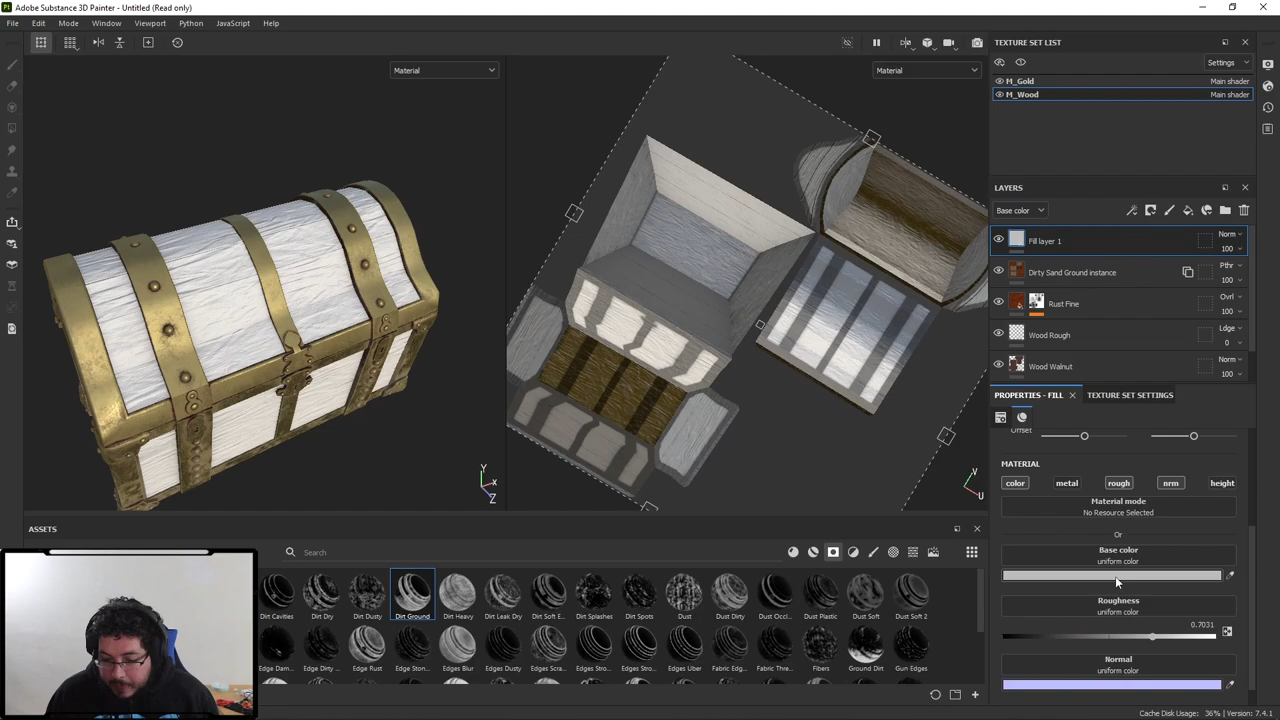 Adobe Substance 3D Painter - Untitled (Read only)
File Edit Mode Window Viewport Python JavaScript Help
Material
Material
TEXTURE SET LIST
Settings
M_Gold Main shader
M_Wood Main shader
LAYERS
Base color
Fill layer 1 Norm 100
Dirty Sand Ground instance Pthr 100
Rust Fine Ovrl 100
Wood Rough Ldge 0
Wood Walnut Norm 100
PROPERTIES - FILL TEXTURE SET SETTINGS
Offset
MATERIAL
color metal rough nrm height
Material mode
No Resource Selected
Or
Base color
uniform color
Roughness
uniform color
0.7031
Normal
uniform color
Y
X
Z
V
U
ASSETS
Search
Dirt Cavities Dirt Dry Dirt Dusty Dirt Ground Dirt Heavy Dirt Leak Dry Dirt Soft E... Dirt Splashes Dirt Spots Dust Dust Dirty Dust Occl... Dust Plastic Dust Soft Dust Soft 2
Edge Dam... Edge Dirty ... Edge Rust Edge Ston... Edges Blur Edges Dusty Edges Scra... Edges Stro... Edges Stro... Edges Uber Fabric Edg... Fabric Thre... Fibers Ground Dirt Gun Edges
Cache Disk Usage: 36% | Version: 7.4.1